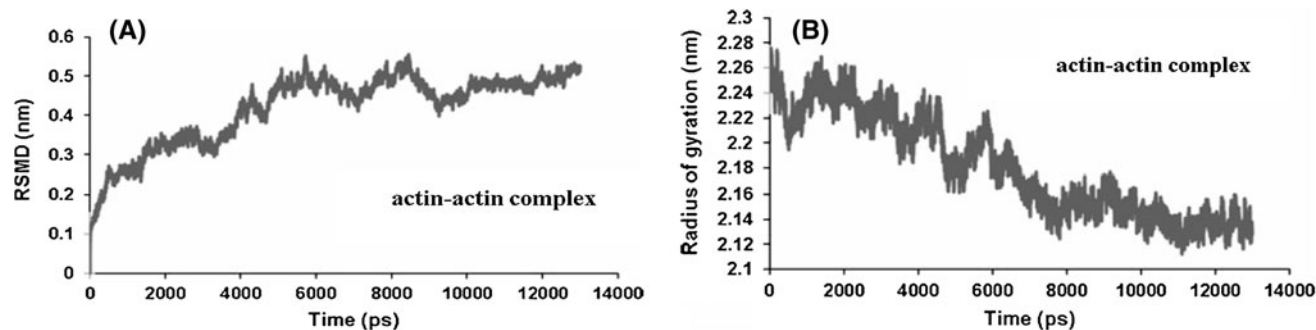 (A)
RSMD (nm)
0.6
0.5
0.4
0.3
0.2
0.1
0
actin-actin complex
0 2000 4000 6000 8000 10000 12000 14000
Time (ps)
(B)
Radius of gyration (nm)
2.3
2.28
2.26
2.24
2.22
2.2
2.18
2.16
2.14
2.12
2.1
actin-actin complex
0 2000 4000 6000 8000 10000 12000 14000
Time (ps)